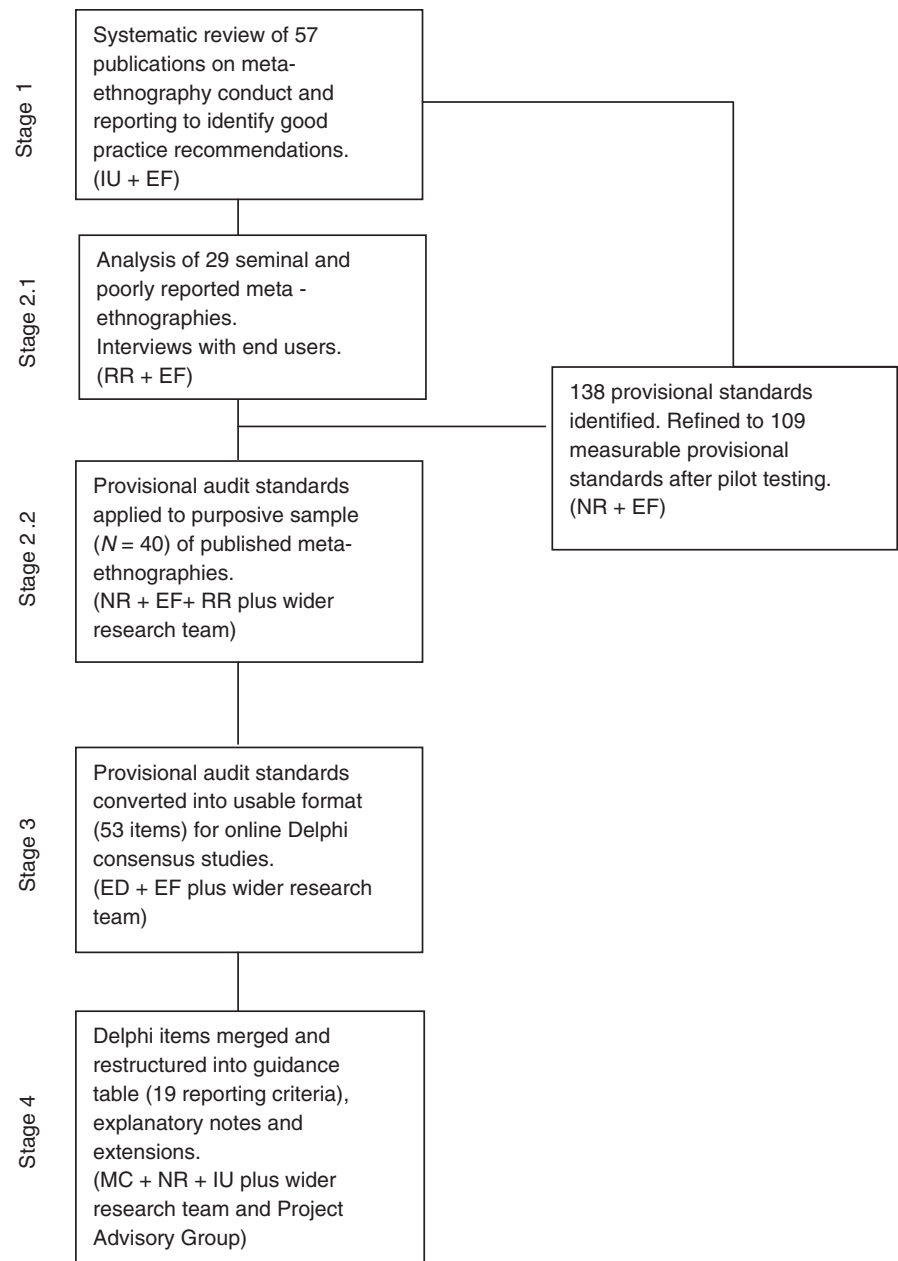 Stage 1
Systematic review of 57
publications on meta-
ethnography conduct and
reporting to identify good
practice recommendations.
(IU + EF)
Stage 2.1
Analysis of 29 seminal and
poorly reported meta -
ethnographies.
Interviews with end users.
(RR + EF)
138 provisional standards
identified. Refined to 109
measurable provisional
standards after pilot testing.
(NR + EF)
Stage 2 .2
Provisional audit standards
applied to purposive sample
(N = 40) of published meta-
ethnographies.
(NR + EF+ RR plus wider
research team)
Stage 3
Provisional audit standards
converted into usable format
(53 items) for online Delphi
consensus studies.
(ED + EF plus wider research
team)
Stage 4
Delphi items merged and
restructured into guidance
table (19 reporting criteria),
explanatory notes and
extensions.
(MC + NR + IU plus wider
research team and Project
Advisory Group)